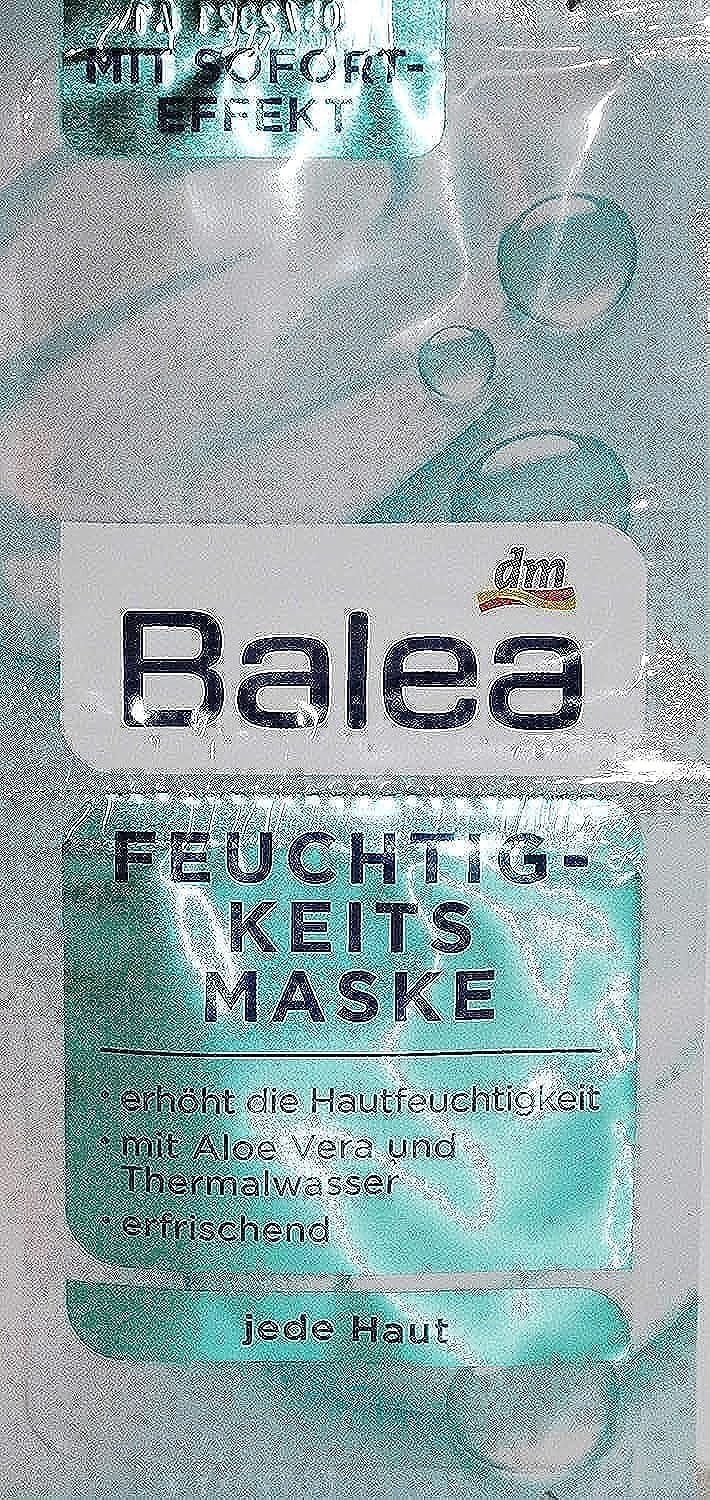 MIT SOFORT-
EFFEKT
dm
Balea
FEUCHTIG-
KEITS
MASKE
• erhöht die Hautfeuchtigkeit
• mit Aloe Vera und
Thermalwasser
• erfrischend
jede Haut